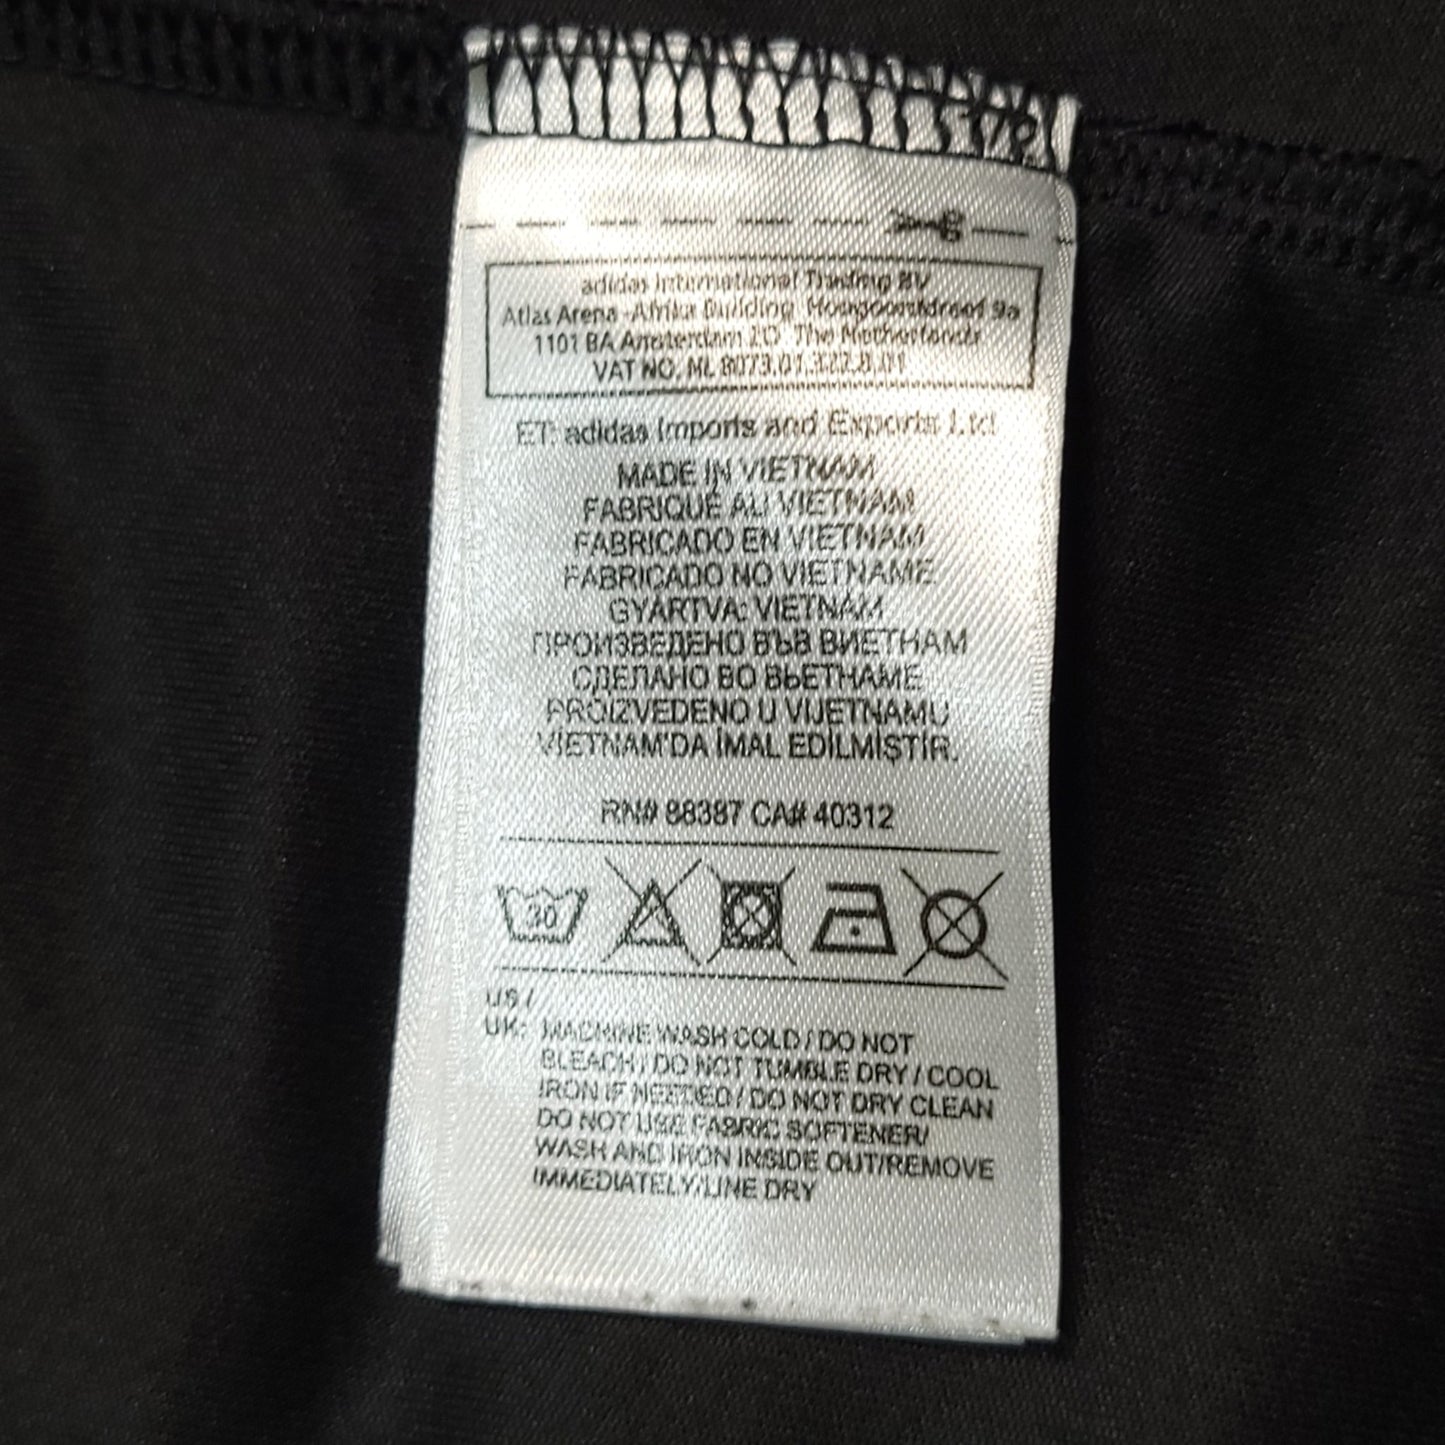 adidas International Trading BV
Atlas Arena -Afrika Building, Hoogoorddreef 9a
1101 BA Amsterdam ZO The Netherlands
VAT NO. NL 8073.01.322.B.01
ET: adidas Imports and Exports Ltd
MADE IN VIETNAM
FABRIQUÉ AU VIETNAM
FABRICADO EN VIETNAM
FABRICADO NO VIETNAME
GYÁRTVA: VIETNÁM
ПРОИЗВЕДЕНО ВЪВ ВИЕТНАМ
СДЕЛАНО ВО ВЬЕТНАМЕ
PROIZVEDENO U VIJETNAMU
VIETNAM'DA İMAL EDİLMİŞTİR.
RN# 88387 CA# 40312
30
US /
UK: MACHINE WASH COLD / DO NOT
BLEACH / DO NOT TUMBLE DRY / COOL
IRON IF NEEDED / DO NOT DRY CLEAN
DO NOT USE FABRIC SOFTENER/
WASH AND IRON INSIDE OUT/REMOVE
IMMEDIATELY/LINE DRY